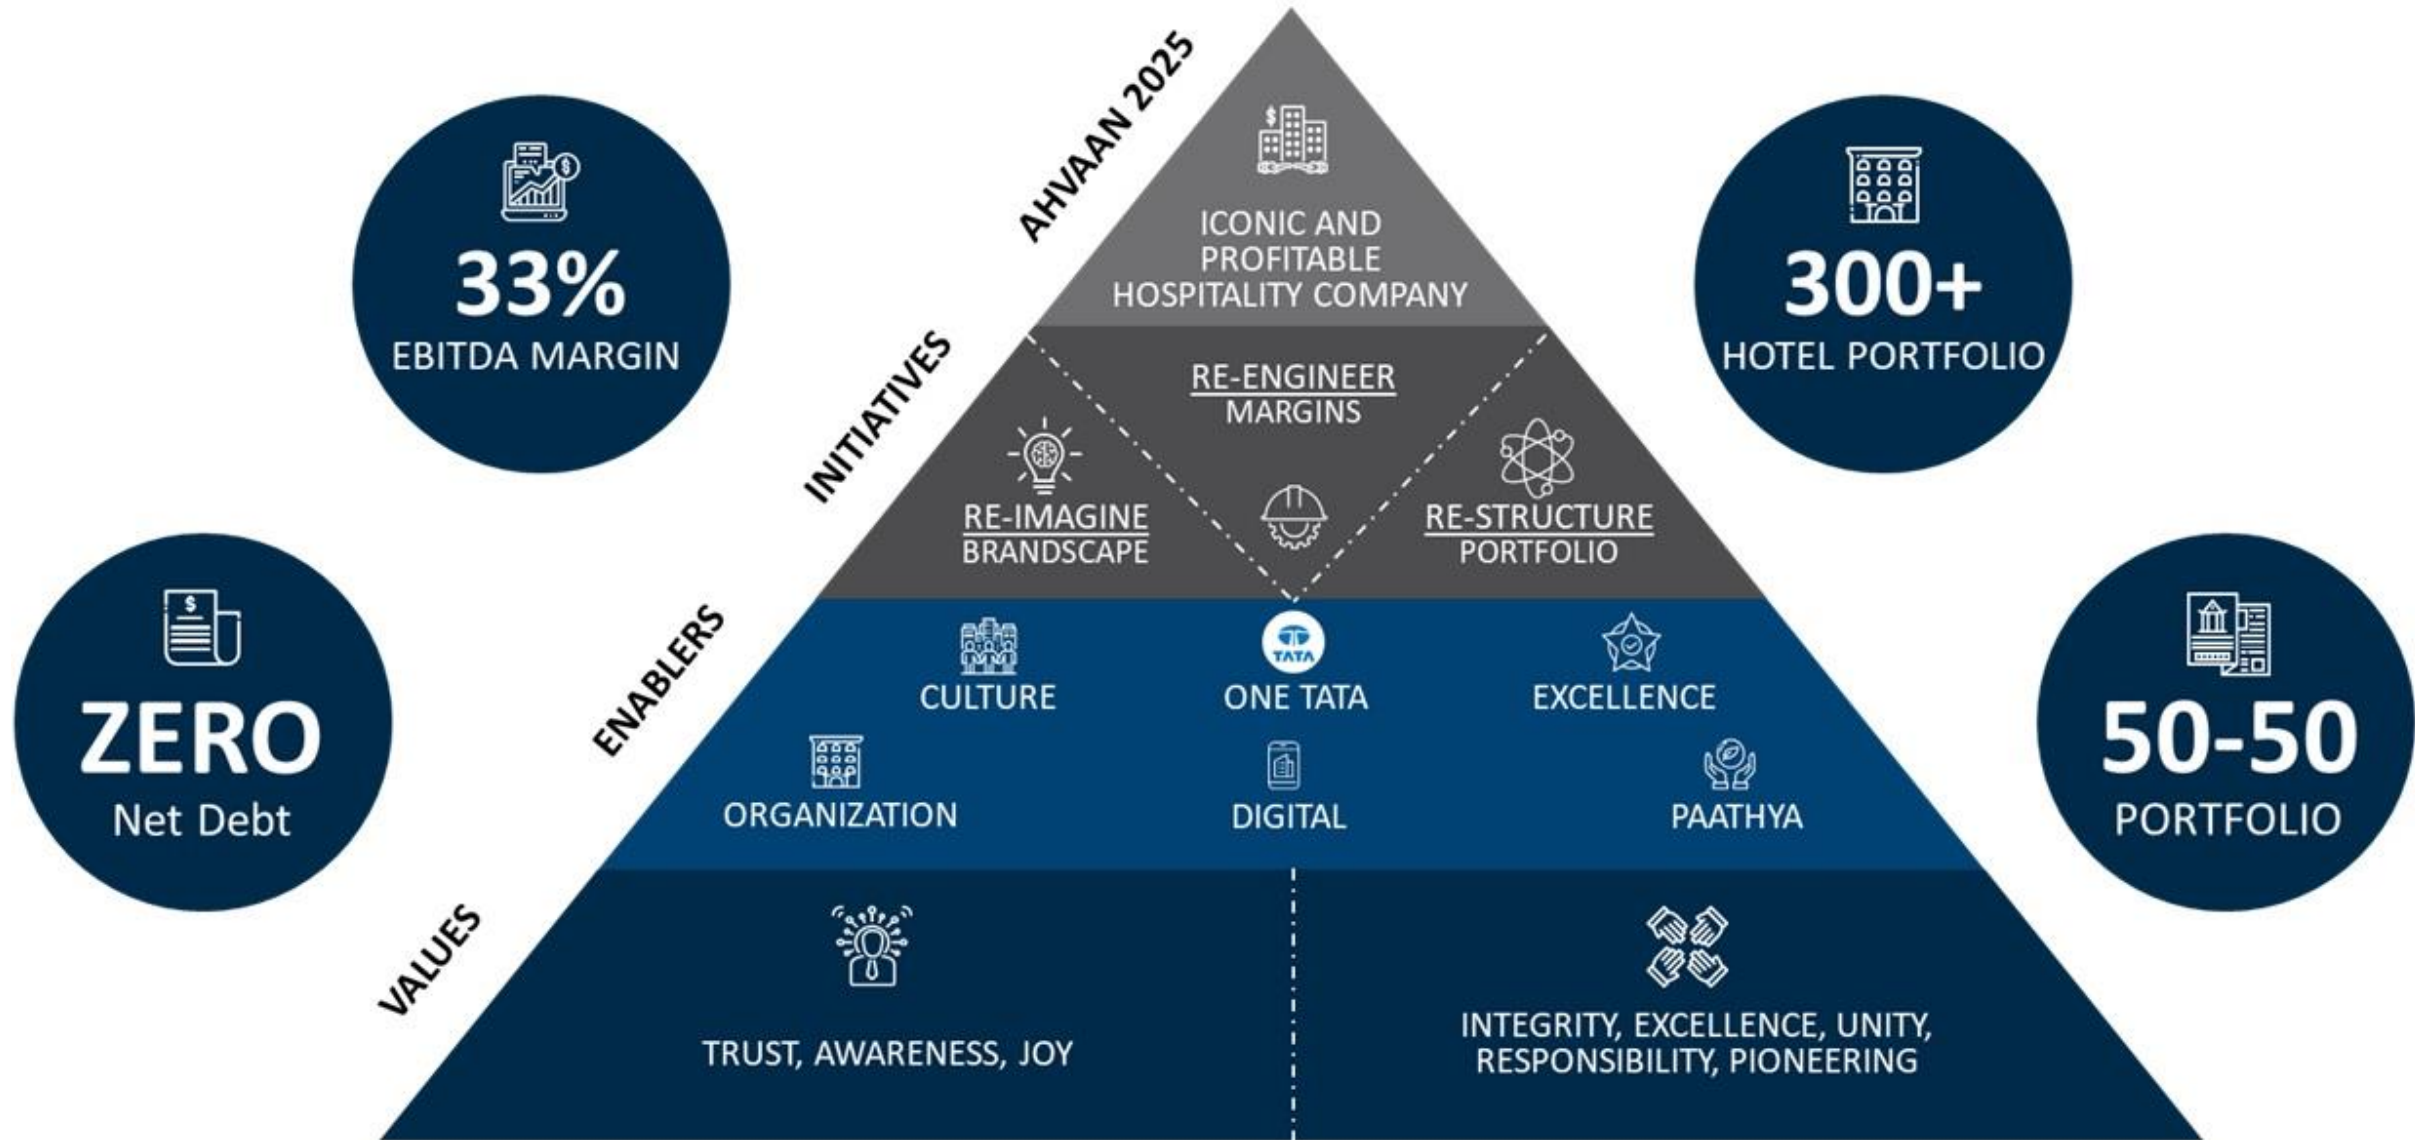 AHVAAN 2025
ICONIC AND
PROFITABLE
HOSPITALITY COMPANY
33%
EBITDA MARGIN
300+
HOTEL PORTFOLIO
INITIATIVES
RE-ENGINEER
MARGINS
RE-IMAGINE
BRANDSCAPE
RE-STRUCTURE
PORTFOLIO
ZERO
Net Debt
50-50
PORTFOLIO
ENABLERS
CULTURE
TATA
ONE TATA
EXCELLENCE
ORGANIZATION
DIGITAL
PAATHYA
VALUES
TRUST, AWARENESS, JOY
INTEGRITY, EXCELLENCE, UNITY,
RESPONSIBILITY, PIONEERING